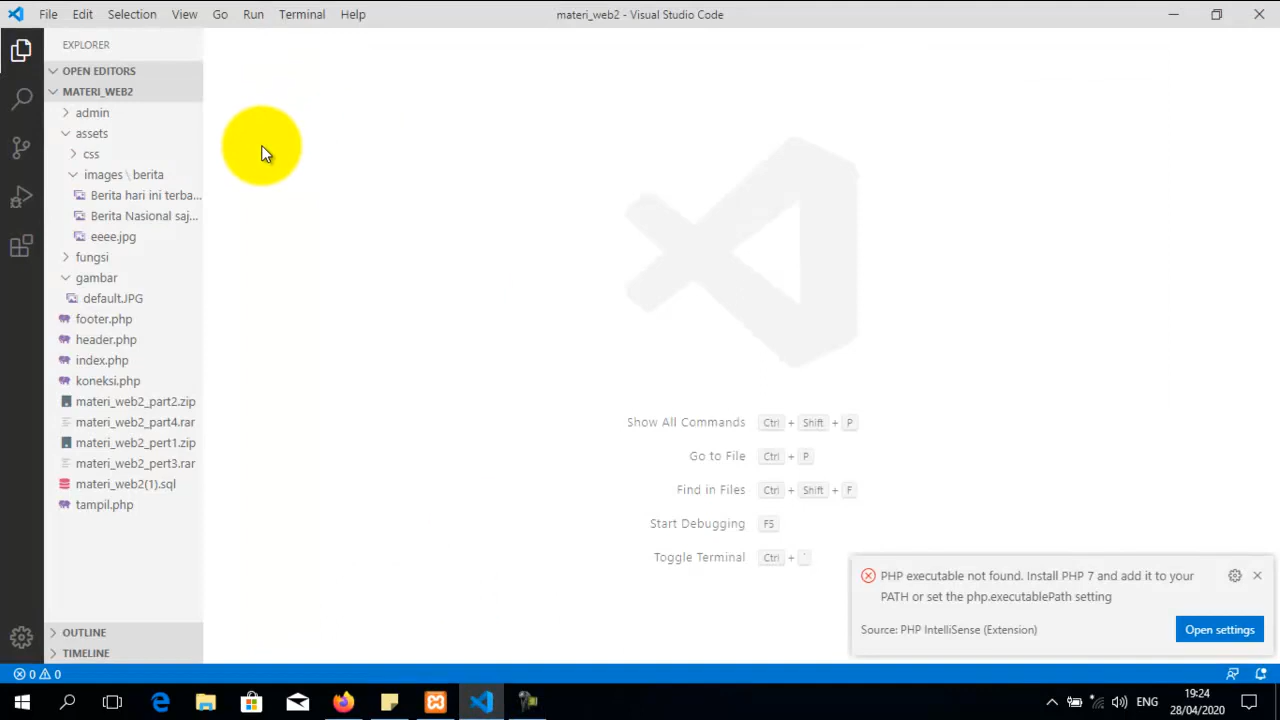 File Edit Selection View Go Run Terminal Help
materi_web2 - Visual Studio Code
EXPLORER
OPEN EDITORS
MATERI_WEB2
admin
assets
css
images \ berita
Berita hari ini terba...
Berita Nasional saj...
eeee.jpg
fungsi
gambar
default.JPG
footer.php
header.php
index.php
koneksi.php
materi_web2_part2.zip
materi_web2_part4.rar
materi_web2_pert1.zip
materi_web2_pert3.rar
materi_web2(1).sql
tampil.php
OUTLINE
TIMELINE
Show All Commands Ctrl + Shift + P
Go to File Ctrl + P
Find in Files Ctrl + Shift + F
Start Debugging F5
Toggle Terminal Ctrl + `
PHP executable not found. Install PHP 7 and add it to your
PATH or set the php.executablePath setting
Source: PHP IntelliSense (Extension)
Open settings
0 0
ENG
19:24
28/04/2020